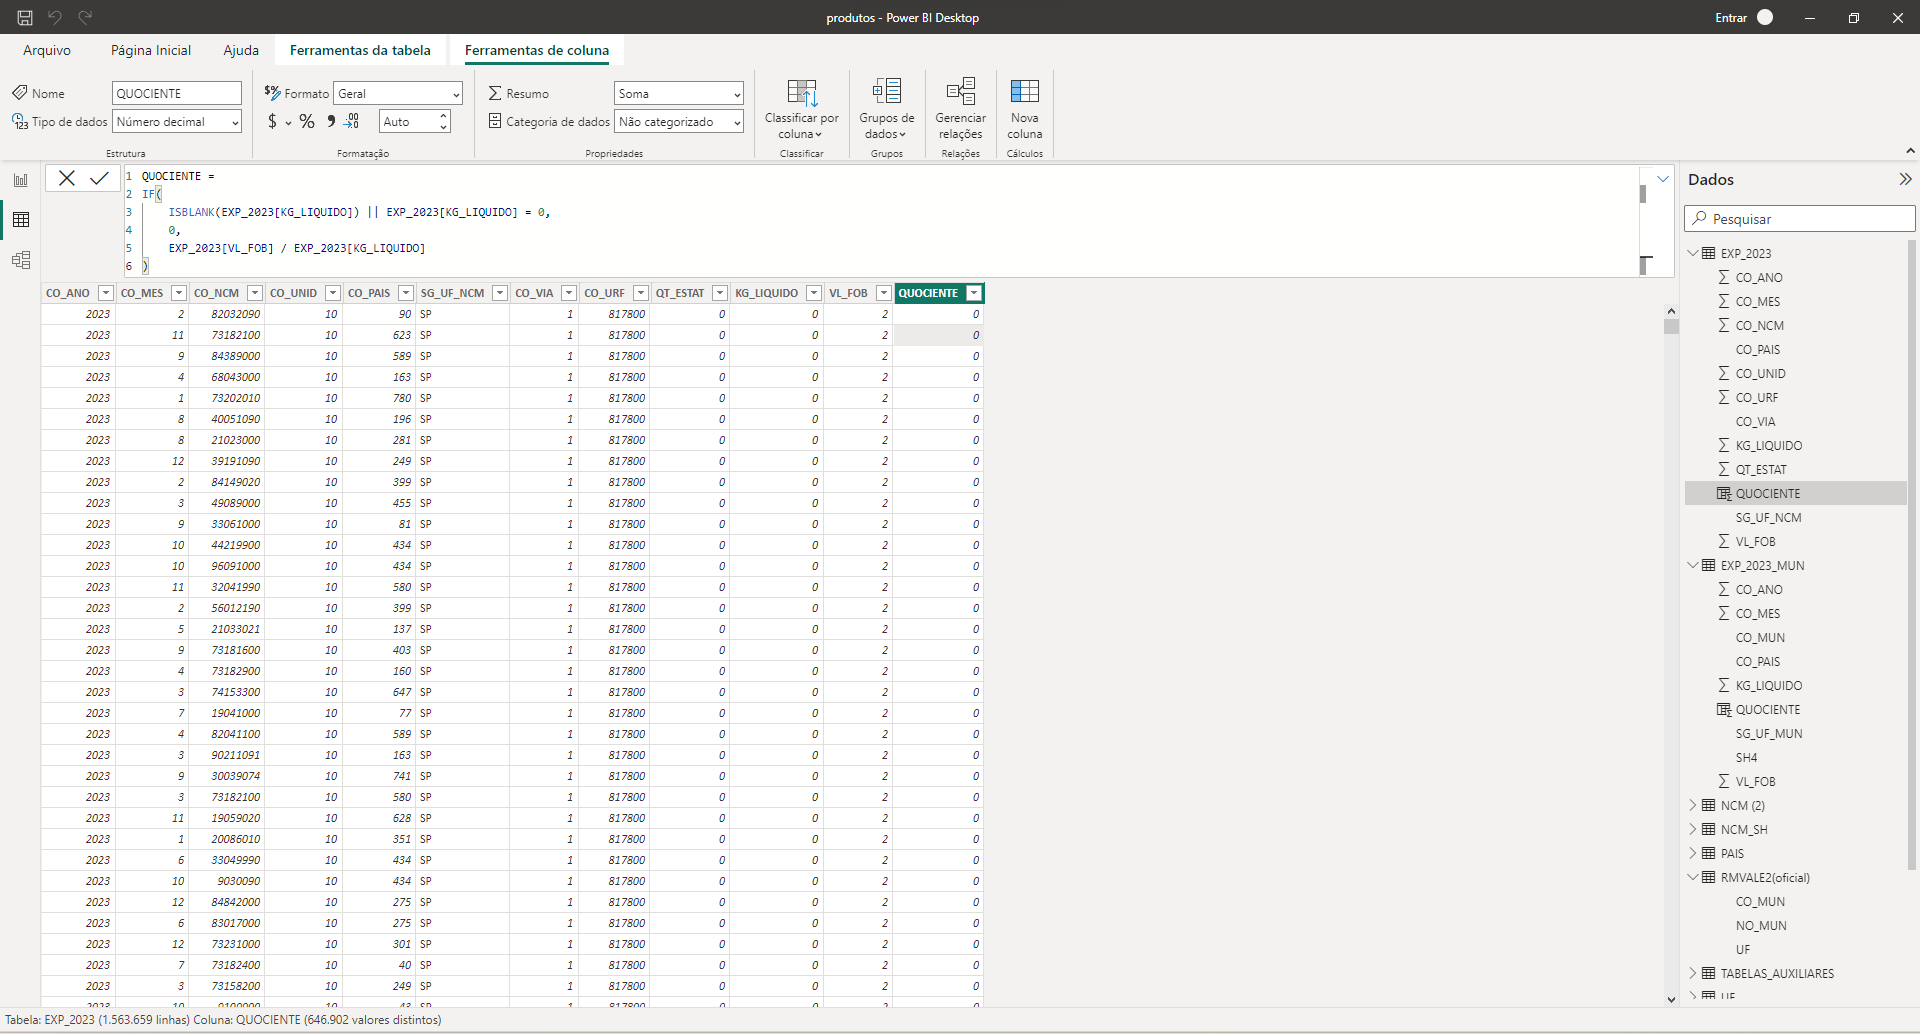 produtos - Power BI Desktop
Entrar
Arquivo
Página Inicial
Ajuda
Ferramentas da tabela
Ferramentas de coluna
Nome
QUOCIENTE
Tipo de dados
Número decimal
Estrutura
Formato
Geral
$ % 9 .00
Auto
Formatação
Resumo
Soma
Categoria de dados
Não categorizado
Propriedades
Classificar por coluna
Classificar
Grupos de dados
Grupos
Gerenciar relações
Relações
Nova coluna
Cálculos
1 QUOCIENTE =
2 IF(
3 ISBLANK(EXP_2023[KG_LIQUIDO]) || EXP_2023[KG_LIQUIDO] = 0,
4 0,
5 EXP_2023[VL_FOB] / EXP_2023[KG_LIQUIDO]
6 )
CO_ANO CO_MES CO_NCM CO_UNID CO_PAIS SG_UF_NCM CO_VIA CO_URF QT_ESTAT KG_LIQUIDO VL_FOB QUOCIENTE
2023 2 82032090 10 90 SP 1 817800 0 0 2 0
2023 11 73182100 10 623 SP 1 817800 0 0 2 0
2023 9 84389000 10 589 SP 1 817800 0 0 2 0
2023 4 68043000 10 163 SP 1 817800 0 0 2 0
2023 1 73202010 10 780 SP 1 817800 0 0 2 0
2023 8 40051090 10 196 SP 1 817800 0 0 2 0
2023 8 21023000 10 281 SP 1 817800 0 0 2 0
2023 12 39191090 10 249 SP 1 817800 0 0 2 0
2023 2 84149020 10 399 SP 1 817800 0 0 2 0
2023 3 49089000 10 455 SP 1 817800 0 0 2 0
2023 9 33061000 10 81 SP 1 817800 0 0 2 0
2023 10 44219900 10 434 SP 1 817800 0 0 2 0
2023 10 96091000 10 434 SP 1 817800 0 0 2 0
2023 11 32041990 10 580 SP 1 817800 0 0 2 0
2023 2 56012190 10 399 SP 1 817800 0 0 2 0
2023 5 21033021 10 137 SP 1 817800 0 0 2 0
2023 9 73181600 10 403 SP 1 817800 0 0 2 0
2023 4 73182900 10 160 SP 1 817800 0 0 2 0
2023 3 74153300 10 647 SP 1 817800 0 0 2 0
2023 7 19041000 10 77 SP 1 817800 0 0 2 0
2023 4 82041100 10 589 SP 1 817800 0 0 2 0
2023 3 90211091 10 163 SP 1 817800 0 0 2 0
2023 9 30039074 10 741 SP 1 817800 0 0 2 0
2023 3 73182100 10 580 SP 1 817800 0 0 2 0
2023 11 19059020 10 628 SP 1 817800 0 0 2 0
2023 1 20086010 10 351 SP 1 817800 0 0 2 0
2023 6 33049990 10 434 SP 1 817800 0 0 2 0
2023 10 9030090 10 434 SP 1 817800 0 0 2 0
2023 12 84842000 10 275 SP 1 817800 0 0 2 0
2023 6 83017000 10 275 SP 1 817800 0 0 2 0
2023 12 73231000 10 301 SP 1 817800 0 0 2 0
2023 7 73182400 10 40 SP 1 817800 0 0 2 0
2023 3 73158200 10 249 SP 1 817800 0 0 2 0
Dados
Pesquisar
EXP_2023
CO_ANO
CO_MES
CO_NCM
CO_PAIS
CO_UNID
CO_URF
CO_VIA
KG_LIQUIDO
QT_ESTAT
QUOCIENTE
SG_UF_NCM
VL_FOB
EXP_2023_MUN
CO_ANO
CO_MES
CO_MUN
CO_PAIS
KG_LIQUIDO
QUOCIENTE
SG_UF_MUN
SH4
VL_FOB
NCM (2)
NCM_SH
PAIS
RMVALE2(oficial)
CO_MUN
NO_MUN
UF
TABELAS_AUXILIARES
UF
Tabela: EXP_2023 (1.563.659 linhas) Coluna: QUOCIENTE (646.902 valores distintos)